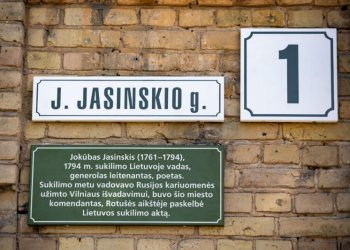 J. JASINSKIO g.
1
Jokūbas Jasinskis (1761–1794),
1794 m. sukilimo Lietuvoje vadas,
generolas leitenantas, poetas.
Sukilimo metu vadovavo Rusijos kariuomenės
užimto Vilniaus išvadavimui, buvo šio miesto
komendantas, Rotušės aikštėje paskelbė
Lietuvos sukilimo aktą.